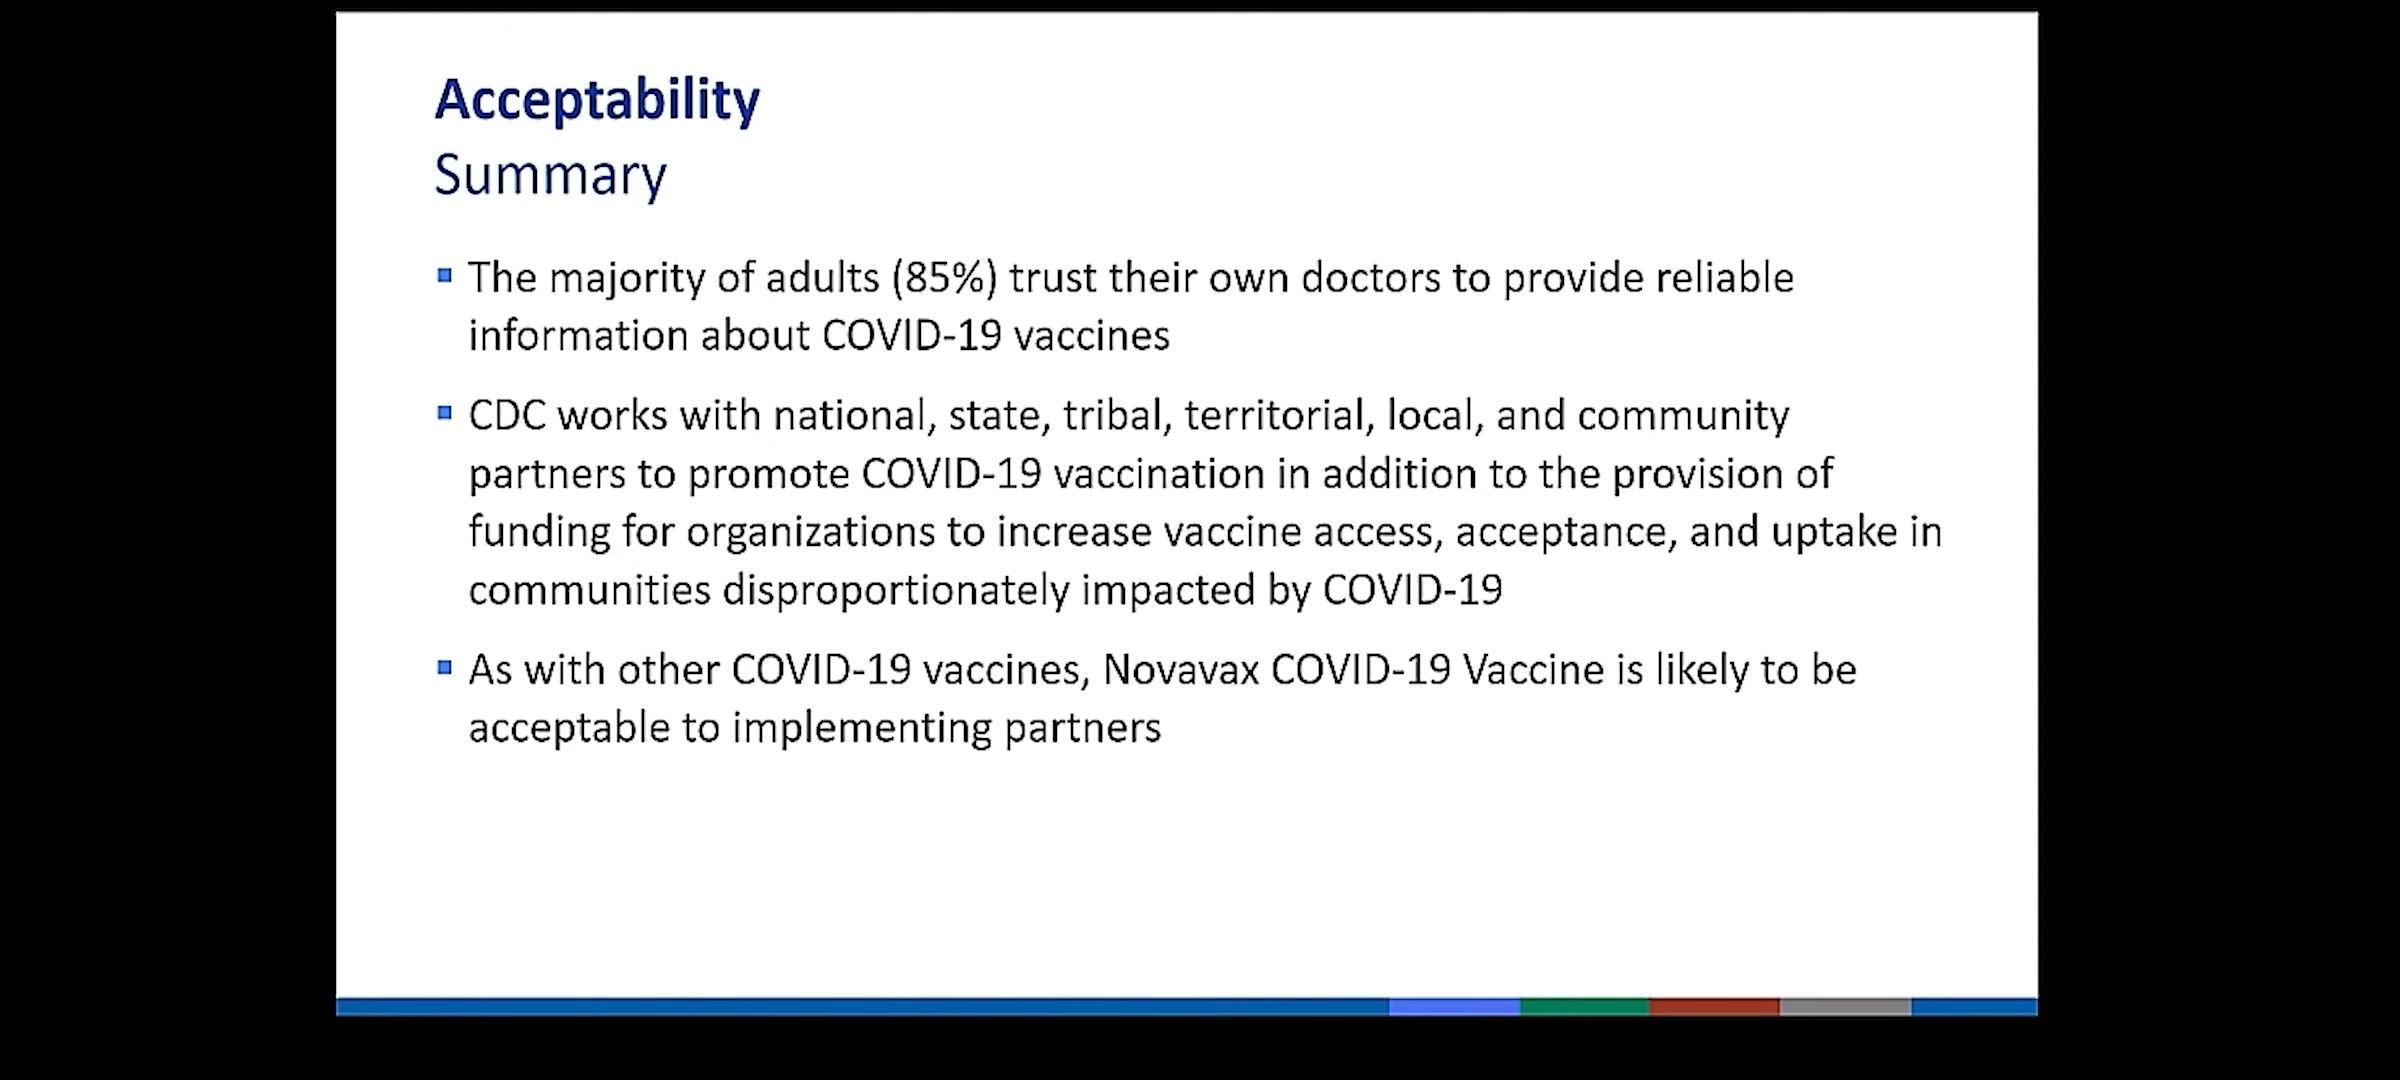 Acceptability
Summary
▪ The majority of adults (85%) trust their own doctors to provide reliable
information about COVID-19 vaccines
▪ CDC works with national, state, tribal, territorial, local, and community
partners to promote COVID-19 vaccination in addition to the provision of
funding for organizations to increase vaccine access, acceptance, and uptake in
communities disproportionately impacted by COVID-19
▪ As with other COVID-19 vaccines, Novavax COVID-19 Vaccine is likely to be
acceptable to implementing partners